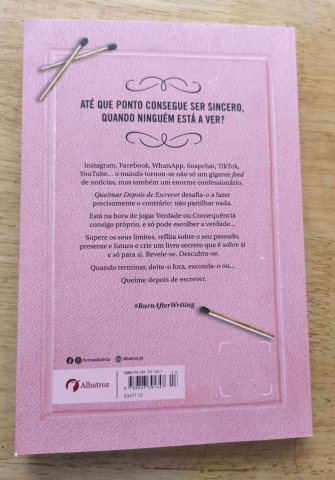 ATÉ QUE PONTO CONSEGUE SER SINCERO,
QUANDO NINGUÉM ESTÁ A VER?
Instagram, Facebook, WhatsApp, Snapchat, TikTok,
YouTube... o mundo tornou-se não só um gigante feed
de notícias, mas também um enorme confessionário.
Queimar Depois de Escrever desafia-o a fazer
precisamente o contrário: não partilhar nada.
Está na hora de jogar Verdade ou Consequência
consigo próprio, e só pode escolher a verdade...
Supere os seus limites, reflita sobre o seu passado,
presente e futuro e crie um livro secreto que é sobre si
e só para si. Revele-se. Descubra-se.
Quando terminar, deite-o fora, esconda-o ou...
Queime depois de escrever.
#BurnAfterWriting
albatroz.pt
Albatroz